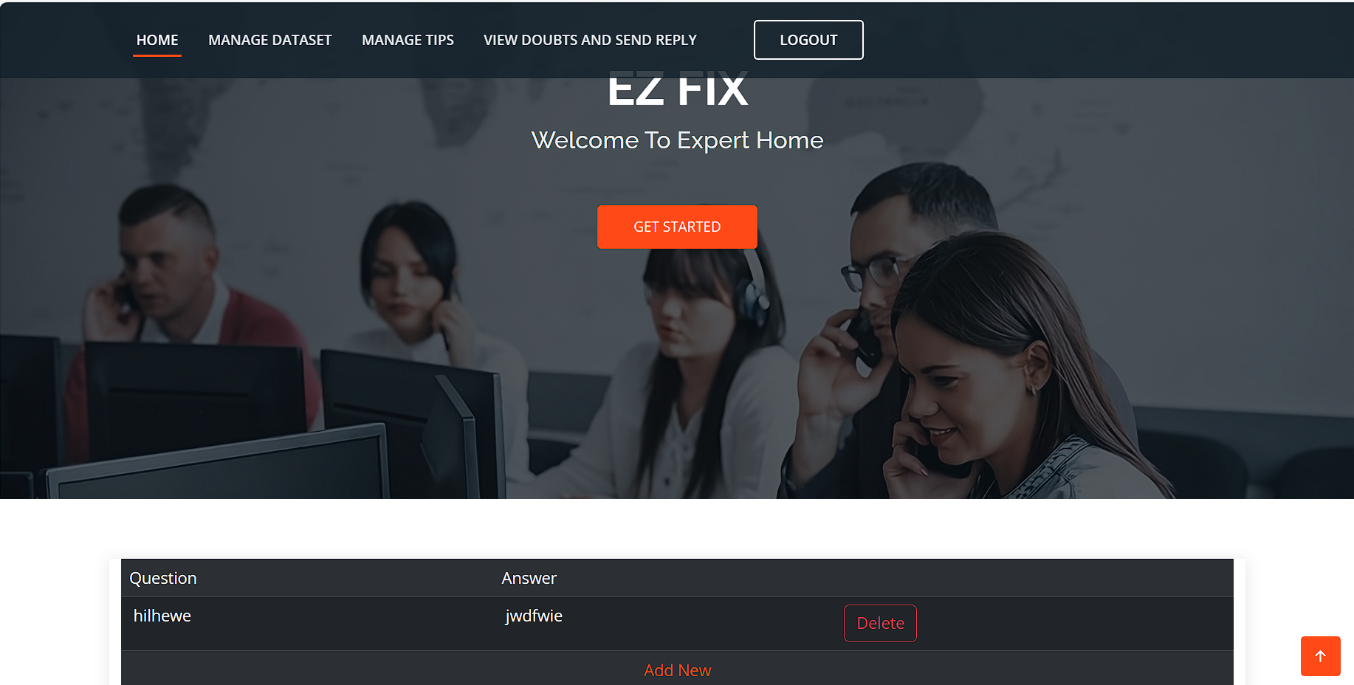 HOME MANAGE DATASET MANAGE TIPS VIEW DOUBTS AND SEND REPLY LOGOUT
EZ FIX
Welcome To Expert Home
GET STARTED
Question Answer
hilhewe jwdfwie Delete
Add New